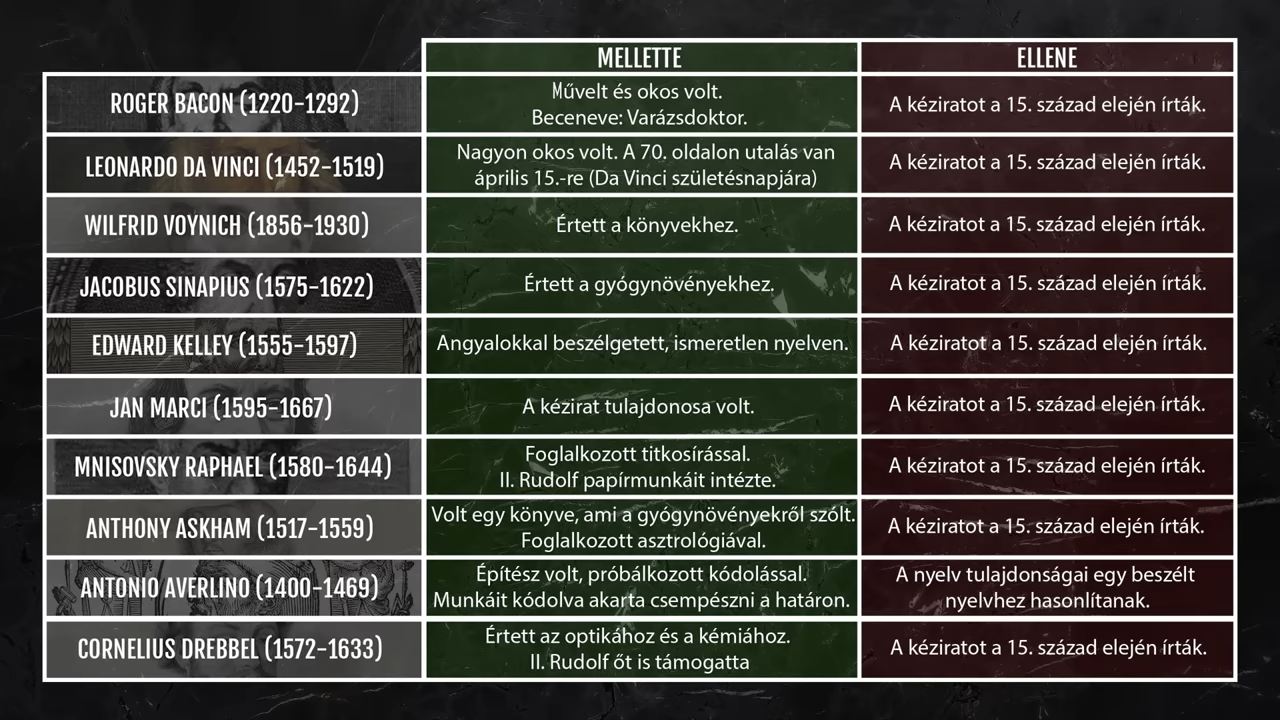 MELLETTE
ELLENE
ROGER BACON (1220-1292)
Művelt és okos volt.
Beceneve: Varázsdoktor.
A kéziratot a 15. század elején írták.
LEONARDO DA VINCI (1452-1519)
Nagyon okos volt. A 70. oldalon utalás van
április 15.-re (Da Vinci születésnapjára)
A kéziratot a 15. század elején írták.
WILFRID VOYNICH (1856-1930)
Értett a könyvekhez.
A kéziratot a 15. század elején írták.
JACOBUS SINAPIUS (1575-1622)
Értett a gyógynövényekhez.
A kéziratot a 15. század elején írták.
EDWARD KELLEY (1555-1597)
Angyalokkal beszélgetett, ismeretlen nyelven.
A kéziratot a 15. század elején írták.
JAN MARCI (1595-1667)
A kézirat tulajdonosa volt.
A kéziratot a 15. század elején írták.
MNISOVSKY RAPHAEL (1580-1644)
Foglalkozott titkosírással.
II. Rudolf papírmunkáit intézte.
A kéziratot a 15. század elején írták.
ANTHONY ASKHAM (1517-1559)
Volt egy könyve, ami a gyógynövényekről szólt.
Foglalkozott asztrológiával.
A kéziratot a 15. század elején írták.
ANTONIO AVERLINO (1400-1469)
Építész volt, próbálkozott kódolással.
Munkáit kódolva akarta csempészni a határon.
A nyelv tulajdonságai egy beszélt
nyelvhez hasonlítanak.
CORNELIUS DREBBEL (1572-1633)
Értett az optikához és a kémiához.
II. Rudolf őt is támogatta
A kéziratot a 15. század elején írták.